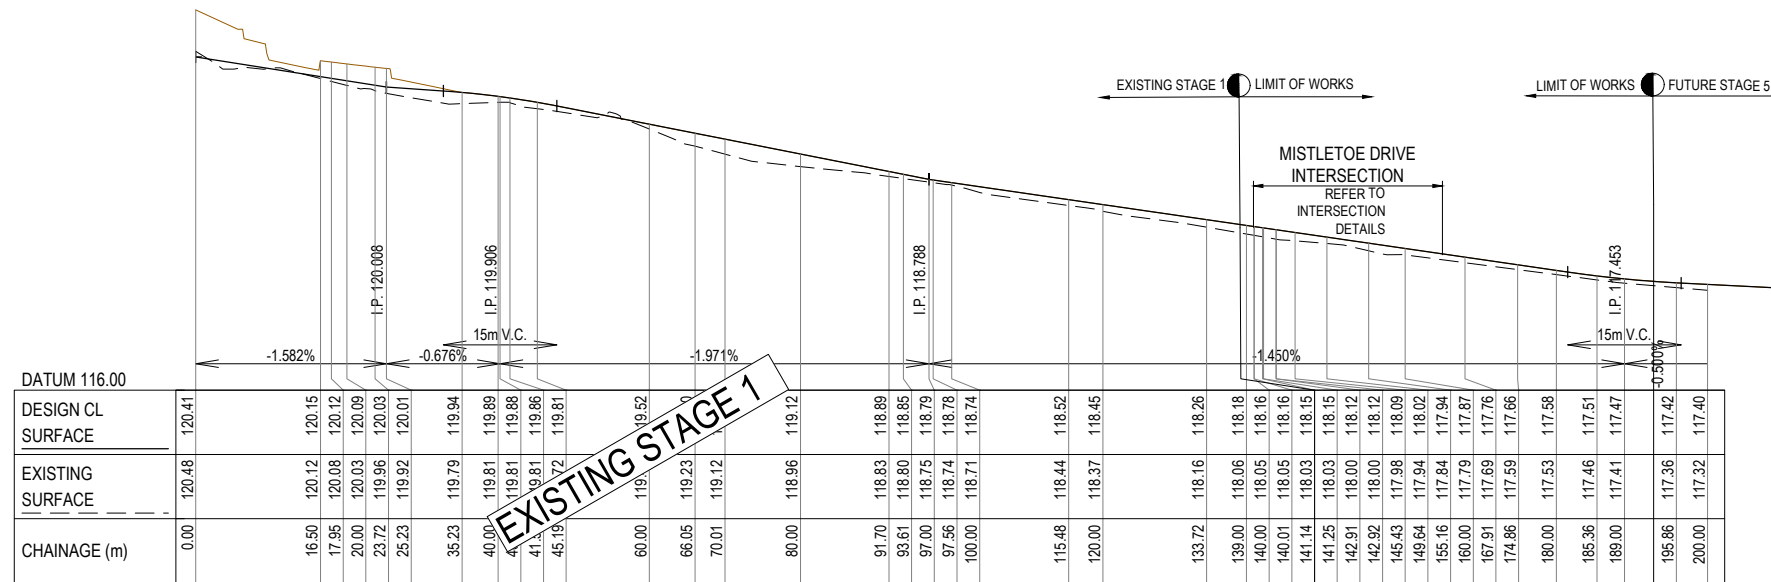 EXISTING STAGE 1
LIMIT OF WORKS
LIMIT OF WORKS
FUTURE STAGE 5
MISTLETOE DRIVE
INTERSECTION
REFER TO
INTERSECTION
DETAILS
I.P. 120.008
I.P. 119.906
I.P. 118.788
I.P. 117.453
15m V.C.
15m V.C.
-1.582%
-0.676%
-1.971%
-1.450%
-0.500%
DATUM 116.00
DESIGN CL
SURFACE
120.41 120.15 120.12 120.09 120.03 120.01 119.94 119.89 119.88 119.86 119.81 119.52 119.12 118.89 118.85 118.79 118.78 118.74 118.52 118.45 118.26 118.18 118.16 118.16 118.15 118.15 118.12 118.12 118.09 118.02 117.94 117.87 117.76 117.66 117.58 117.51 117.47 117.42 117.40
EXISTING
SURFACE
120.48 120.12 120.08 120.03 119.96 119.92 119.79 119.81 119.81 119.81 119.72 119.23 119.12 118.96 118.83 118.80 118.75 118.74 118.71 118.44 118.37 118.16 118.06 118.05 118.05 118.03 118.03 118.00 118.00 117.98 117.94 117.84 117.79 117.69 117.59 117.53 117.46 117.41 117.36 117.32
CHAINAGE (m)
0.00 16.50 17.95 20.00 23.72 25.23 35.23 40.00 45.19 60.00 66.05 70.01 80.00 91.70 93.61 97.00 97.56 100.00 115.48 120.00 133.72 139.00 140.00 140.01 141.14 141.25 142.91 142.92 145.43 149.64 155.16 160.00 167.91 174.86 180.00 185.36 189.00 195.86 200.00
EXISTING STAGE 1